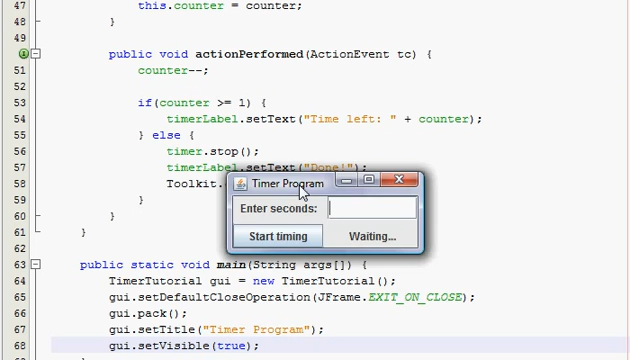 47 this.counter = counter;
48 }
49
public void actionPerformed(ActionEvent tc) {
51 counter--;
52
53 if(counter >= 1) {
54 timerLabel.setText("Time left: " + counter);
55 } else {
56 timer.stop();
57 timerLabel.setText("Done!");
58 Toolkit.
59 }
60 }
61 }
62
63 public static void main(String args[]) {
64 TimerTutorial gui = new TimerTutorial();
65 gui.setDefaultCloseOperation(JFrame.EXIT_ON_CLOSE);
66 gui.pack();
67 gui.setTitle("Timer Program");
68 gui.setVisible(true);
Timer Program
Enter seconds:
Start timing Waiting...